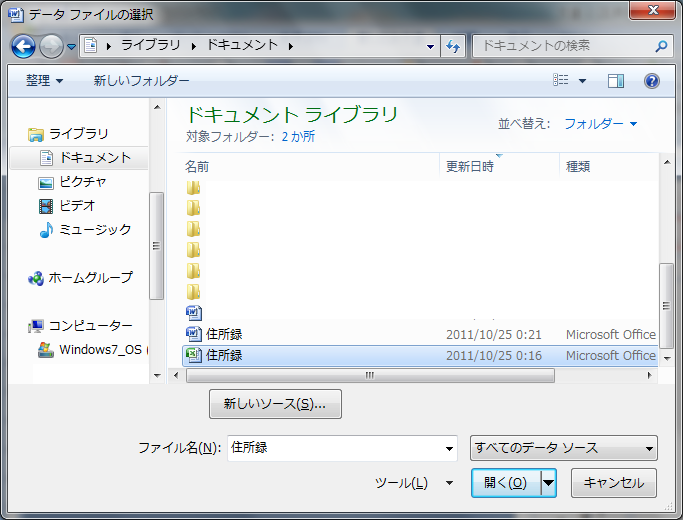 データ ファイルの選択
ライブラリ ドキュメント
ドキュメントの検索
整理 新しいフォルダー
ドキュメント ライブラリ
対象フォルダー: 2 か所
並べ替え: フォルダー
名前 更新日時 種類
ライブラリ
ドキュメント
ピクチャ
ビデオ
ミュージック
ホームグループ
コンピューター
Windows7_OS (
住所録 2011/10/25 0:21 Microsoft Office
住所録 2011/10/25 0:16 Microsoft Office
新しいソース(S)...
ファイル名(N): 住所録 すべてのデータ ソース
ツール(L) 開く(O) キャンセル